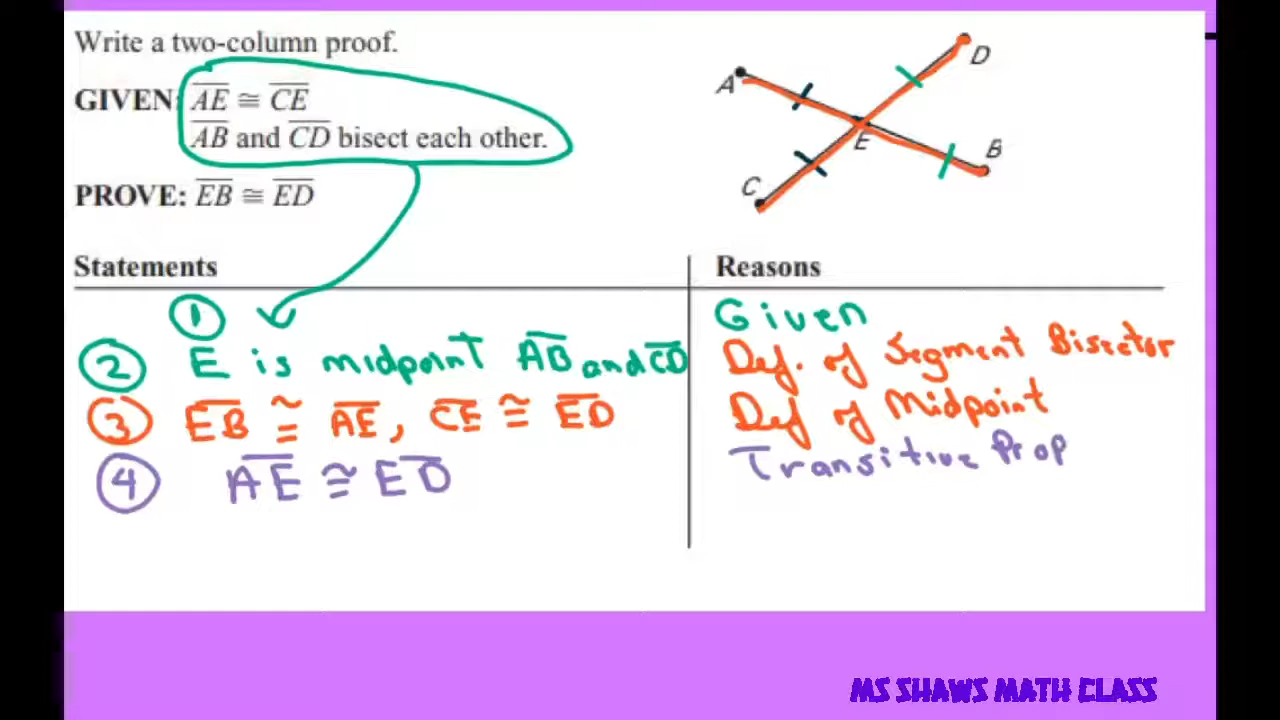 Write a two-column proof.
GIVEN: AE ≅ CE
AB and CD bisect each other.
PROVE: EB ≅ ED
A
D
E
B
C
Statements
Reasons
① Given
② E is midpoint AB and CD Def. of Segment Bisector
③ EB ≅ AE, CE ≅ ED Def of Midpoint
④ AE ≅ ED Transitive Prop
MS SHAWS MATH CLASS